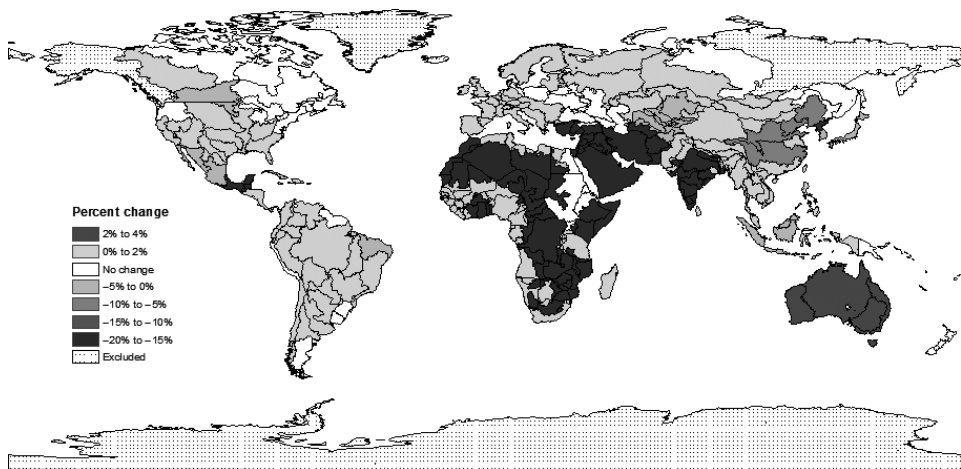 Percent change
2% to 4%
0% to 2%
No change
–5% to 0%
–10% to –5%
–15% to –10%
–20% to –15%
Excluded